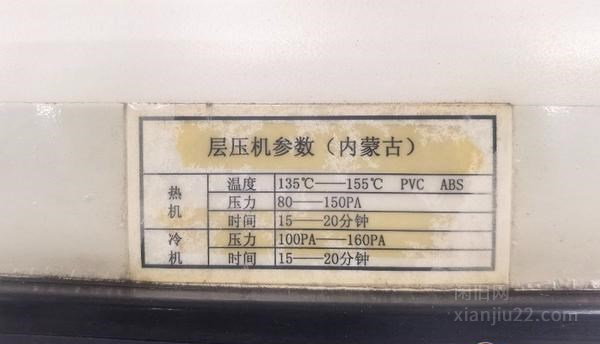 层压机参数（内蒙古）
热机 温度 135℃——155℃ PVC ABS
压力 80——150PA
时间 15——20分钟
冷机 压力 100PA——160PA
时间 15——20分钟
闲旧网
xianjiu22.com